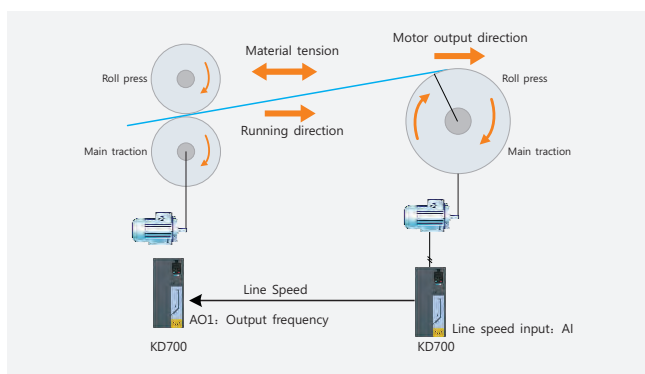 Motor output direction
Material tension
Roll press
Roll press
Running direction
Main traction
Main traction
Line Speed
AO1: Output frequency
Line speed input: AI
KD700
KD700